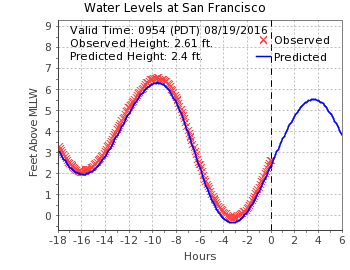 Water Levels at San Francisco
Valid Time: 0954 (PDT) 08/19/2016
Observed Height: 2.61 ft.
Predicted Height: 2.4 ft.
Observed
Predicted
Feet Above MLLW
9
8
7
6
5
4
3
2
1
0
-18 -16 -14 -12 -10 -8 -6 -4 -2 0 2 4 6
Hours